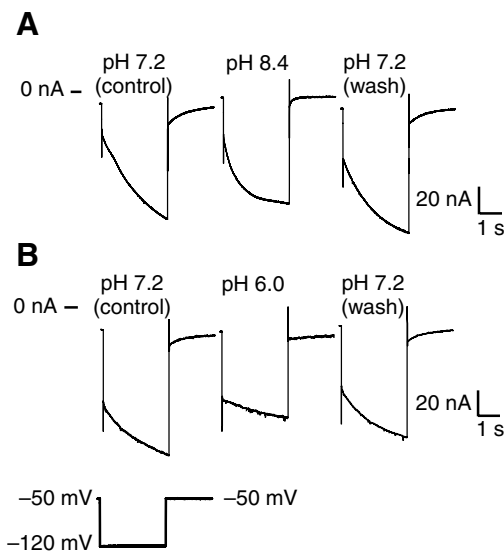 A
pH 7.2
(control)
pH 8.4
pH 7.2
(wash)
0 nA –
20 nA
1 s
B
pH 7.2
(control)
pH 6.0
pH 7.2
(wash)
0 nA –
20 nA
1 s
–50 mV
–50 mV
–120 mV